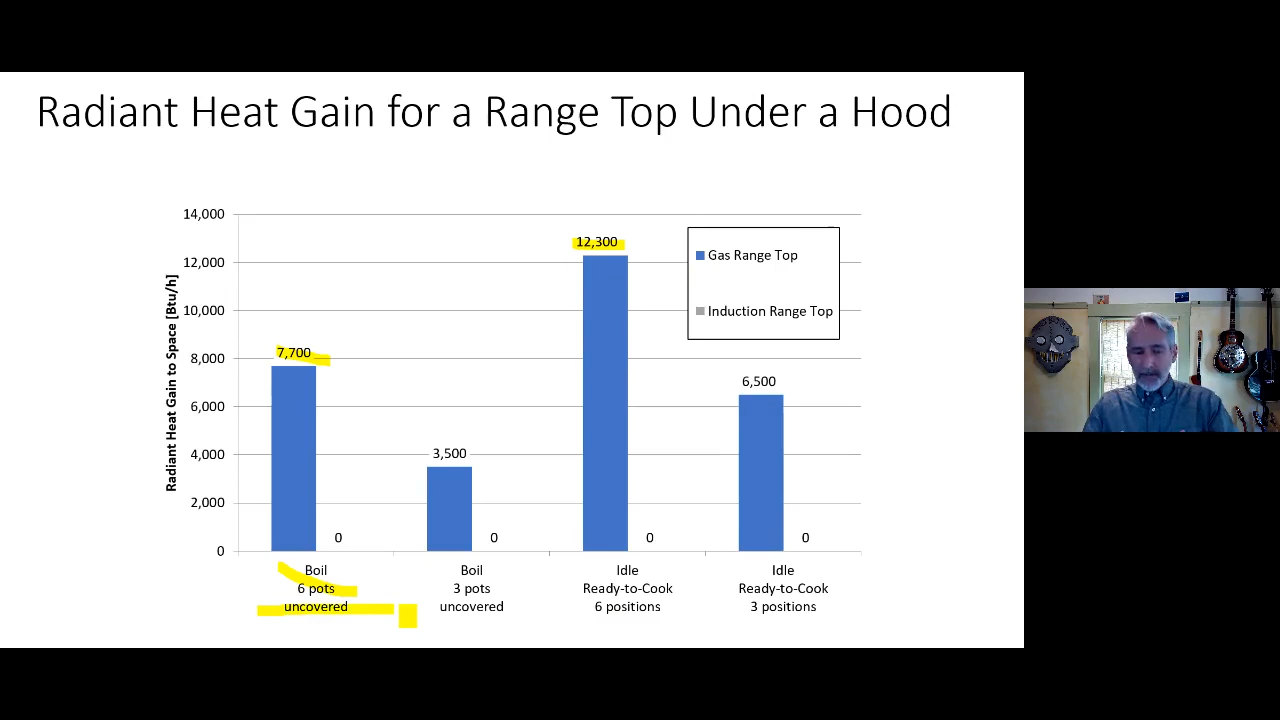 Radiant Heat Gain for a Range Top Under a Hood
Radiant Heat Gain to Space [Btu/h]
14,000
12,000
10,000
8,000
6,000
4,000
2,000
0
7,700
0
3,500
0
12,300
0
6,500
0
Gas Range Top
Induction Range Top
Boil
6 pots
uncovered
Boil
3 pots
uncovered
Idle
Ready-to-Cook
6 positions
Idle
Ready-to-Cook
3 positions